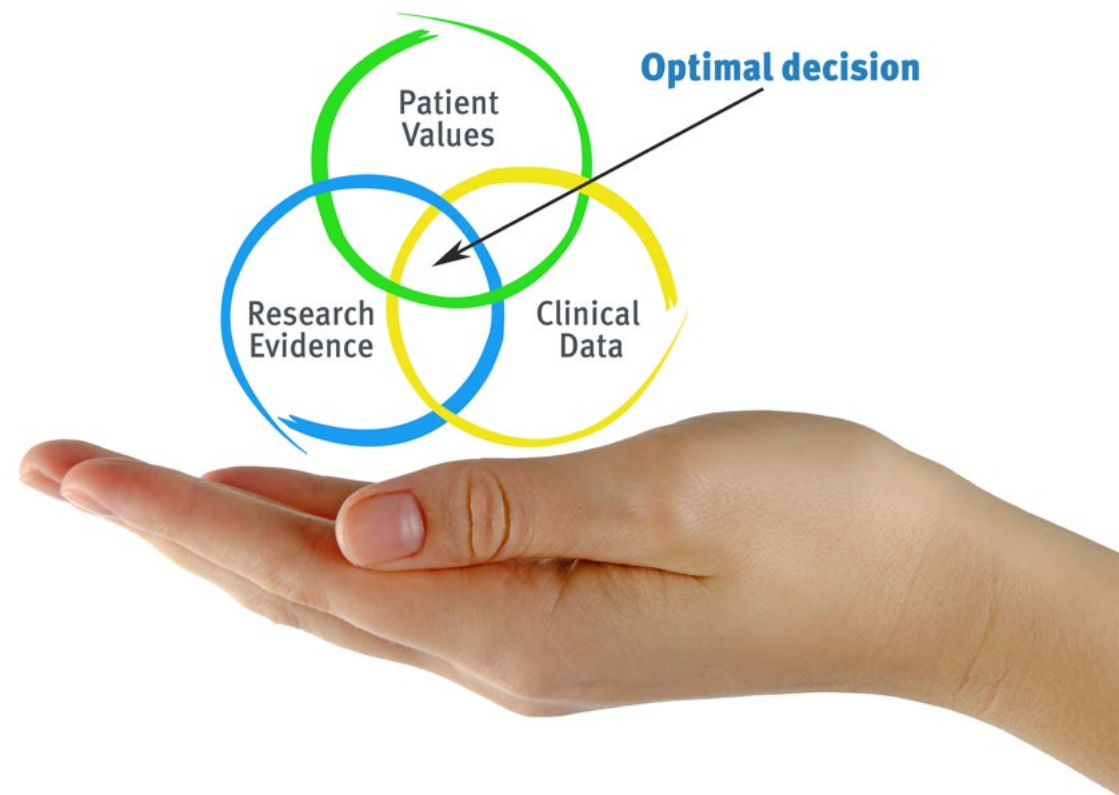 Optimal decision
Patient
Values
Research
Evidence
Clinical
Data